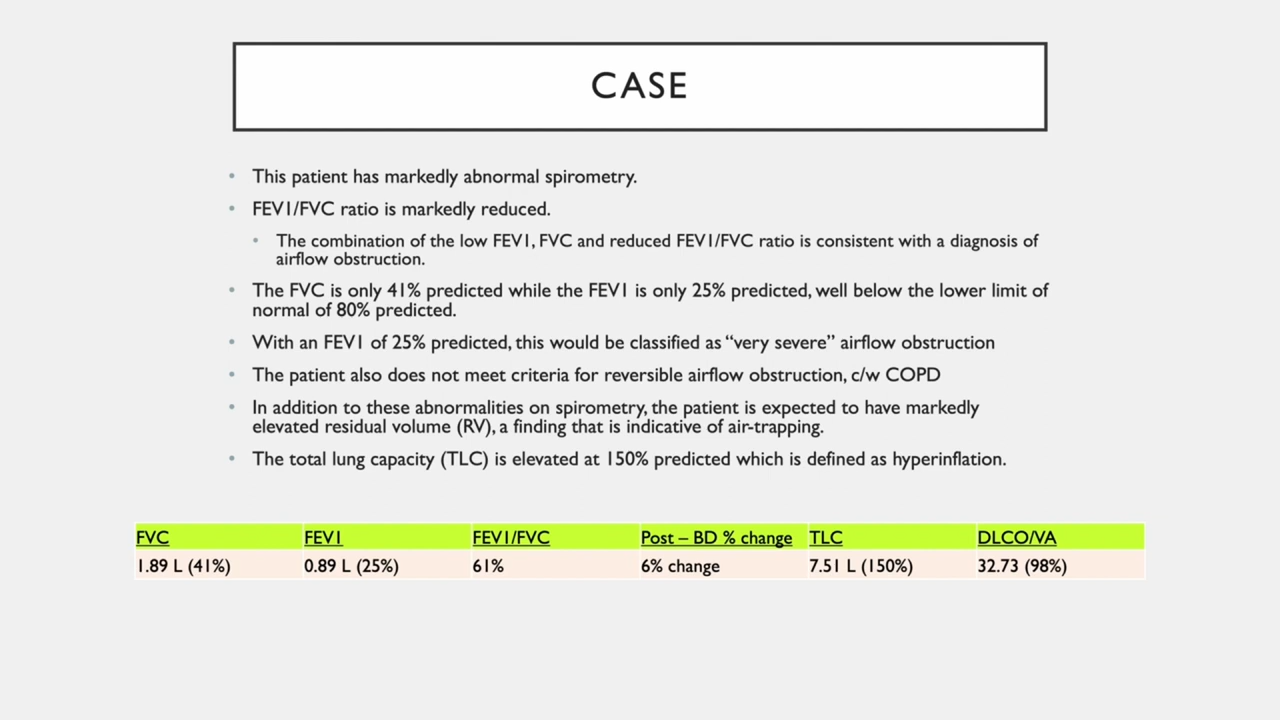 CASE
• This patient has markedly abnormal spirometry.
• FEV1/FVC ratio is markedly reduced.
• The combination of the low FEV1, FVC and reduced FEV1/FVC ratio is consistent with a diagnosis of
airflow obstruction.
• The FVC is only 41% predicted while the FEV1 is only 25% predicted, well below the lower limit of
normal of 80% predicted.
• With an FEV1 of 25% predicted, this would be classified as “very severe” airflow obstruction
• The patient also does not meet criteria for reversible airflow obstruction, c/w COPD
• In addition to these abnormalities on spirometry, the patient is expected to have markedly
elevated residual volume (RV), a finding that is indicative of air-trapping.
• The total lung capacity (TLC) is elevated at 150% predicted which is defined as hyperinflation.
FVC FEV1 FEV1/FVC Post – BD % change TLC DLCO/VA
1.89 L (41%) 0.89 L (25%) 61% 6% change 7.51 L (150%) 32.73 (98%)